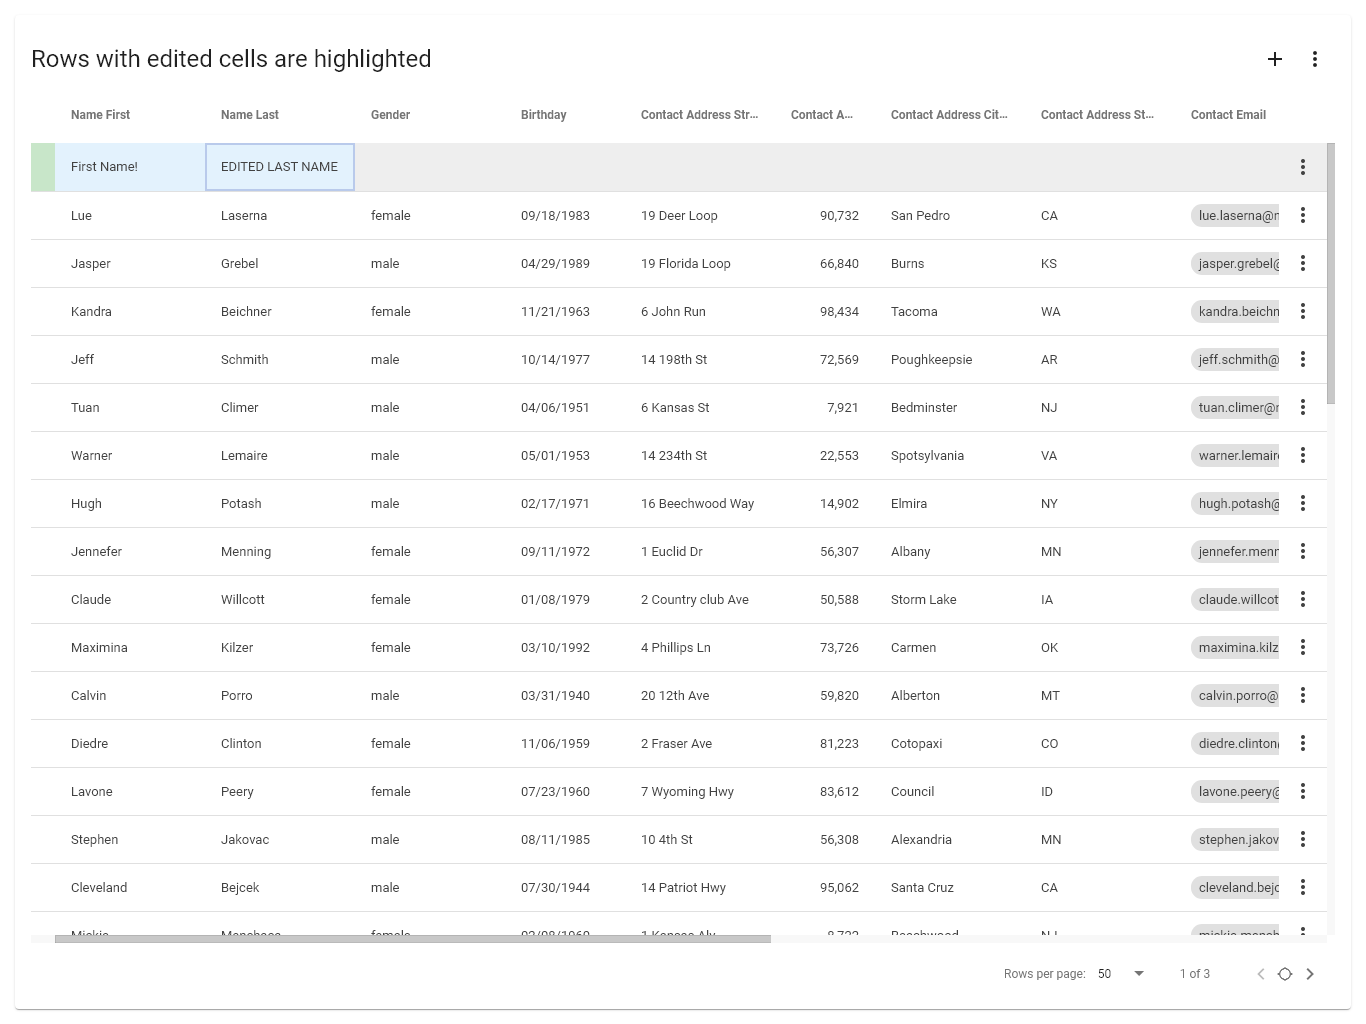 Rows with edited cells are highlighted
Name First Name Last Gender Birthday Contact Address Str... Contact A... Contact Address Cit... Contact Address St... Contact Email
First Name! EDITED LAST NAME
Lue Laserna female 09/18/1983 19 Deer Loop 90,732 San Pedro CA lue.laserna@
Jasper Grebel male 04/29/1989 19 Florida Loop 66,840 Burns KS jasper.grebel@
Kandra Beichner female 11/21/1963 6 John Run 98,434 Tacoma WA kandra.beichn
Jeff Schmith male 10/14/1977 14 198th St 72,569 Poughkeepsie AR jeff.schmith@
Tuan Climer male 04/06/1951 6 Kansas St 7,921 Bedminster NJ tuan.climer@
Warner Lemaire male 05/01/1953 14 234th St 22,553 Spotsylvania VA warner.lemaire
Hugh Potash male 02/17/1971 16 Beechwood Way 14,902 Elmira NY hugh.potash@
Jennefer Menning female 09/11/1972 1 Euclid Dr 56,307 Albany MN jennefer.menn
Claude Willcott female 01/08/1979 2 Country club Ave 50,588 Storm Lake IA claude.willcot
Maximina Kilzer female 03/10/1992 4 Phillips Ln 73,726 Carmen OK maximina.kilz
Calvin Porro male 03/31/1940 20 12th Ave 59,820 Alberton MT calvin.porro@
Diedre Clinton female 11/06/1959 2 Fraser Ave 81,223 Cotopaxi CO diedre.clinton
Lavone Peery female 07/23/1960 7 Wyoming Hwy 83,612 Council ID lavone.peery@
Stephen Jakovac male 08/11/1985 10 4th St 56,308 Alexandria MN stephen.jakov
Cleveland Bejcek male 07/30/1944 14 Patriot Hwy 95,062 Santa Cruz CA cleveland.bejc
Rows per page: 50 1 of 3